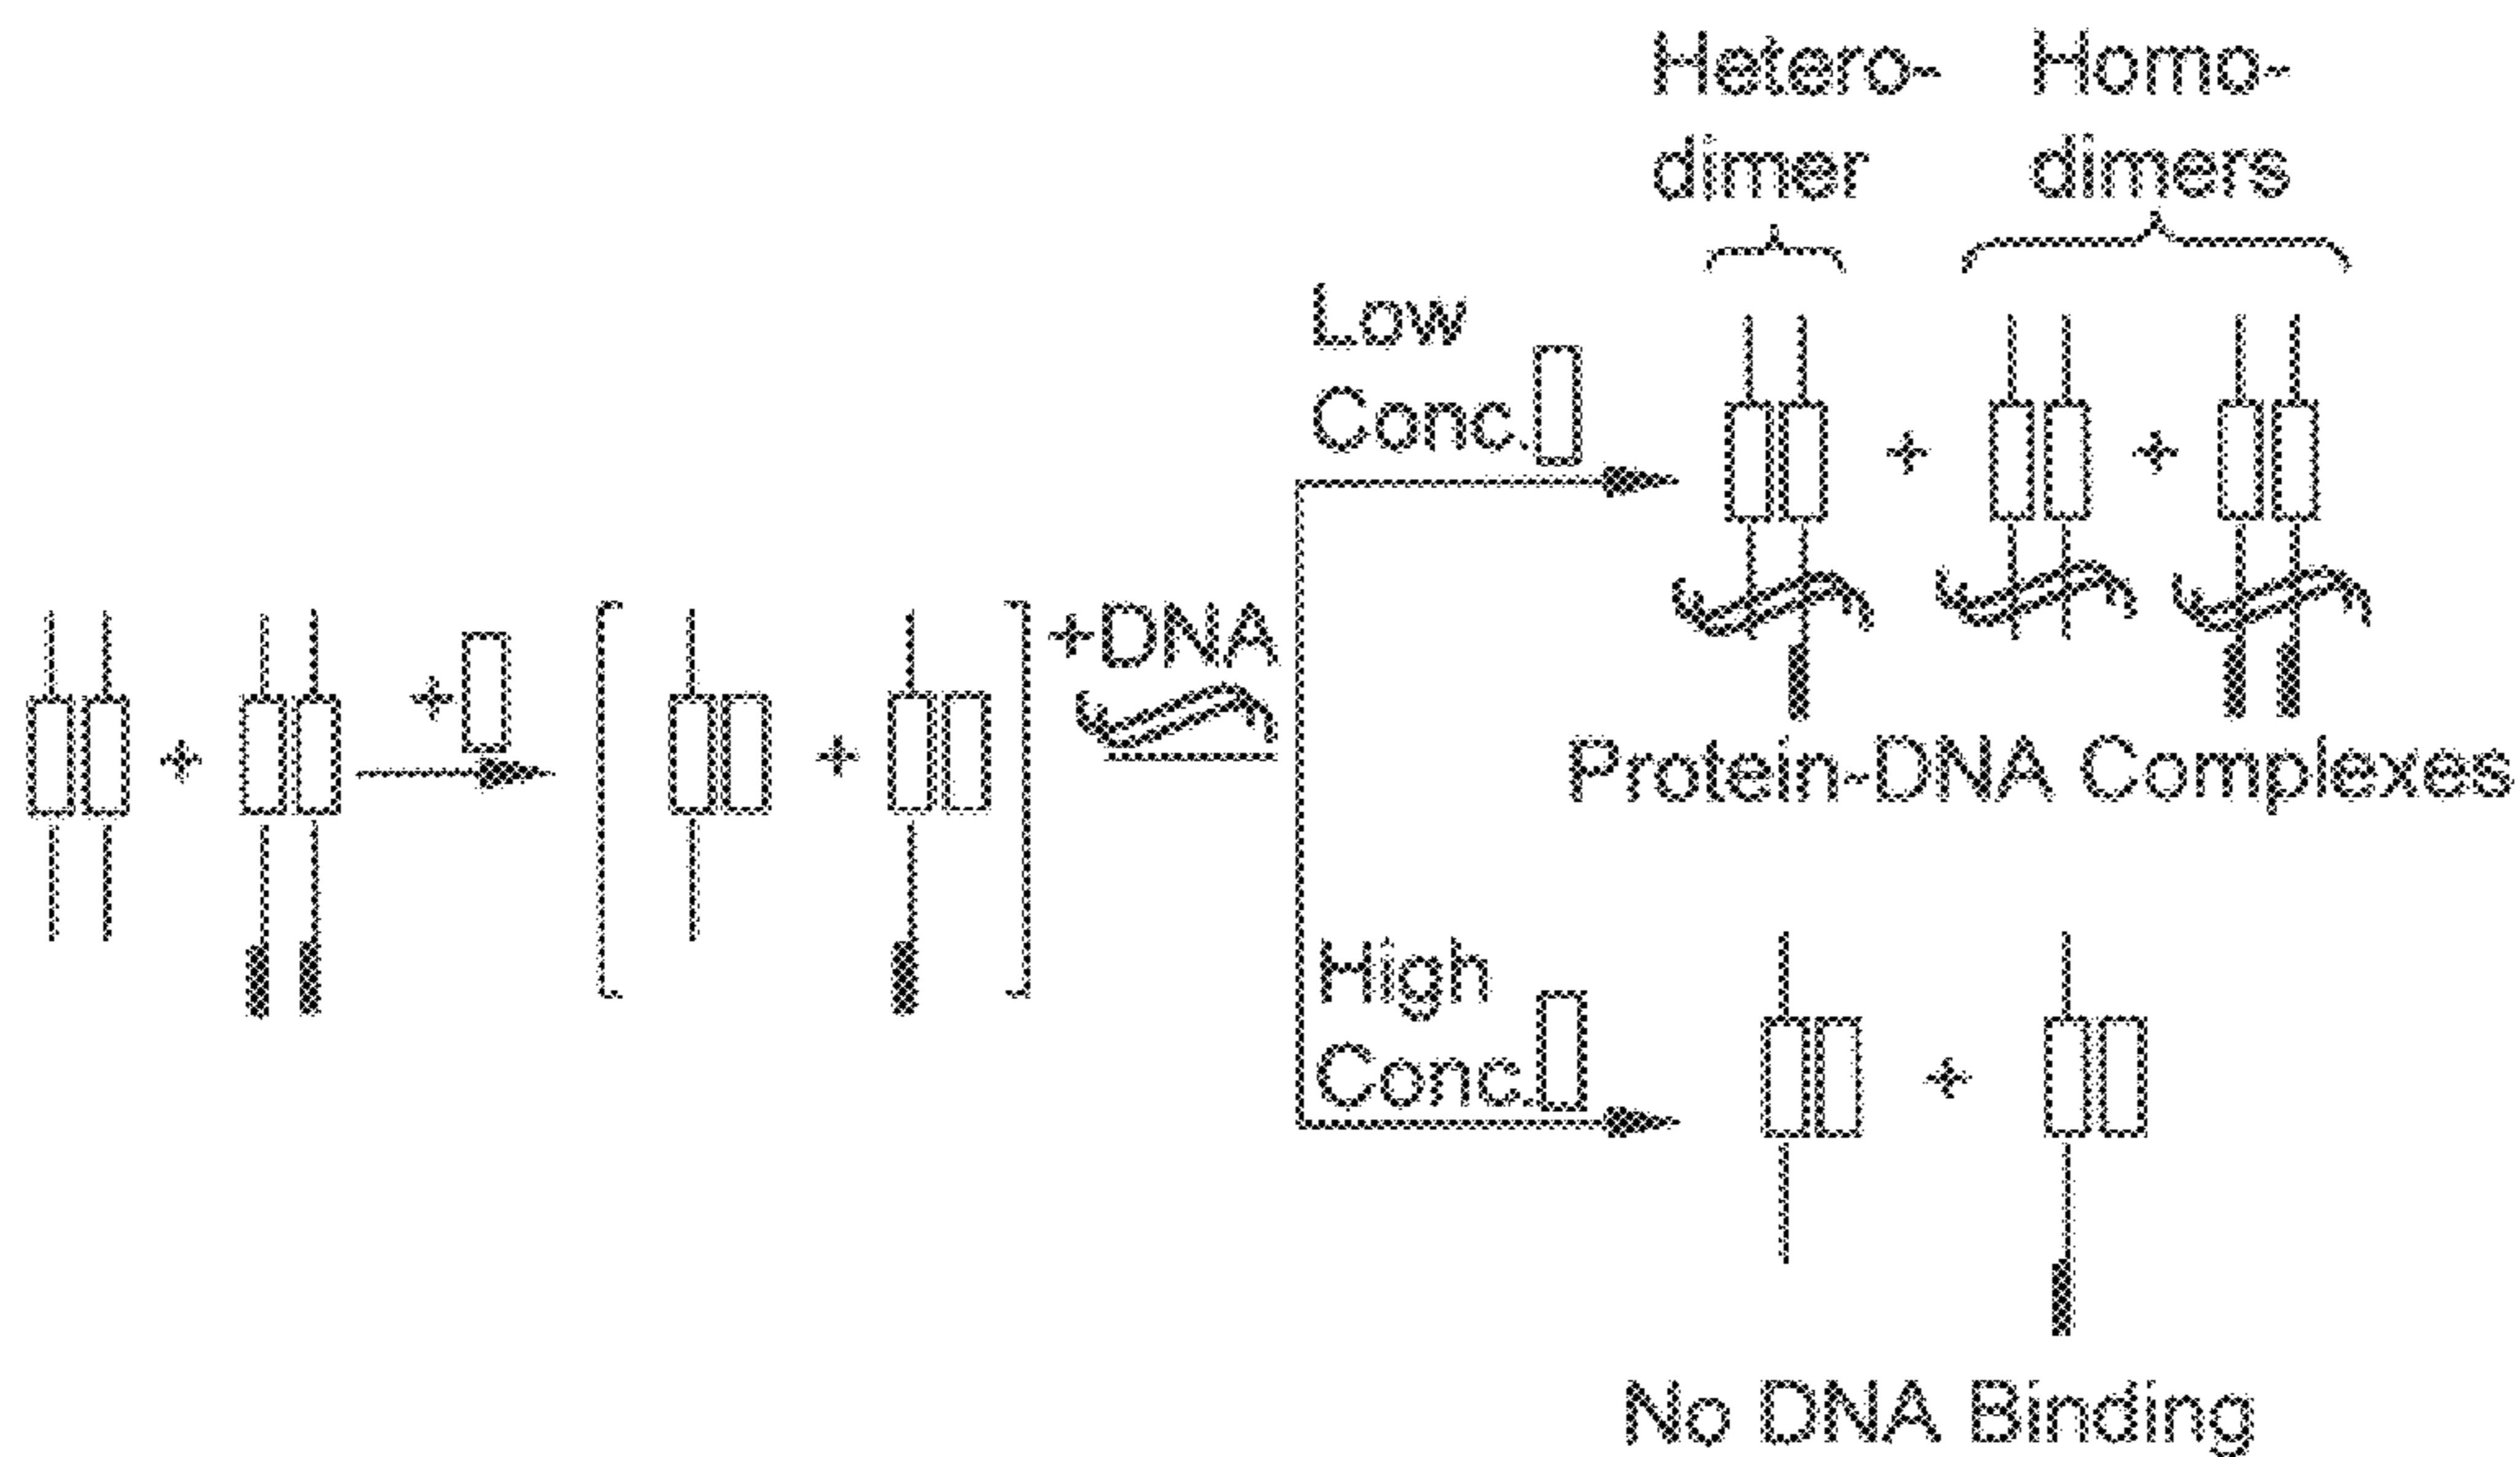 Hetero-
dimer
Homo-
dimers
Low
Conc.
+DNA
Protein-DNA Complexes
High
Conc.
No DNA Binding